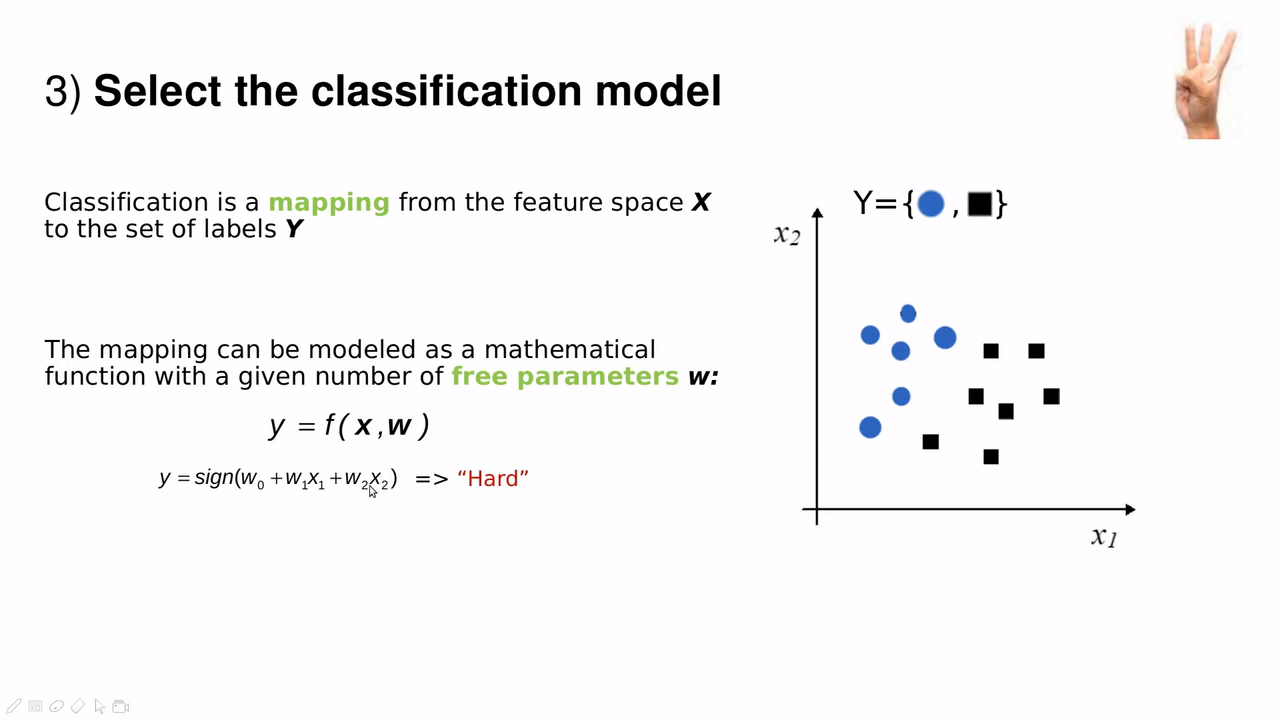 3) Select the classification model
Classification is a mapping from the feature space X
to the set of labels Y
The mapping can be modeled as a mathematical
function with a given number of free parameters w:
y = f( x , w )
y = sign(w₀ + w₁x₁ + w₂x₂) => “Hard”
Y={ , }
x₂
x₁